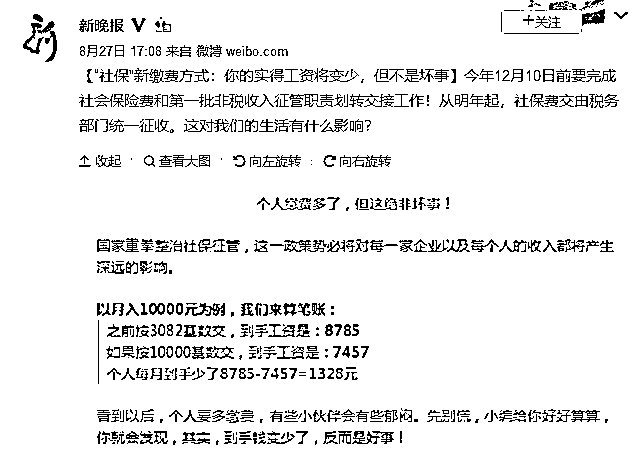 新晚报
+关注
8月27日 17:08 来自 微博 weibo.com
【"社保"新缴费方式：你的实得工资将变少，但不是坏事】今年12月10日前要完成
社会保险费和第一批非税收入征管职责划转交接工作！从明年起，社保费交由税务
部门统一征收。这对我们的生活有什么影响？
收起 查看大图 向左旋转 向右旋转
个人缴费多了，但这绝非坏事！
国家重拳整治社保征管，这一政策势必将对每一家企业以及每个人的收入都将产生
深远的影响。
以月入10000元为例，我们来算笔账：
之前按3082基数交，到手工资是：8785
如果按10000基数交，到手工资是：7457
个人每月到手少了8785-7457=1328元
看到以后，个人要多缴费，有些小伙伴会有些郁闷。先别慌，小编给你好好算算，
你就会发现，其实，到手钱变少了，反而是好事！